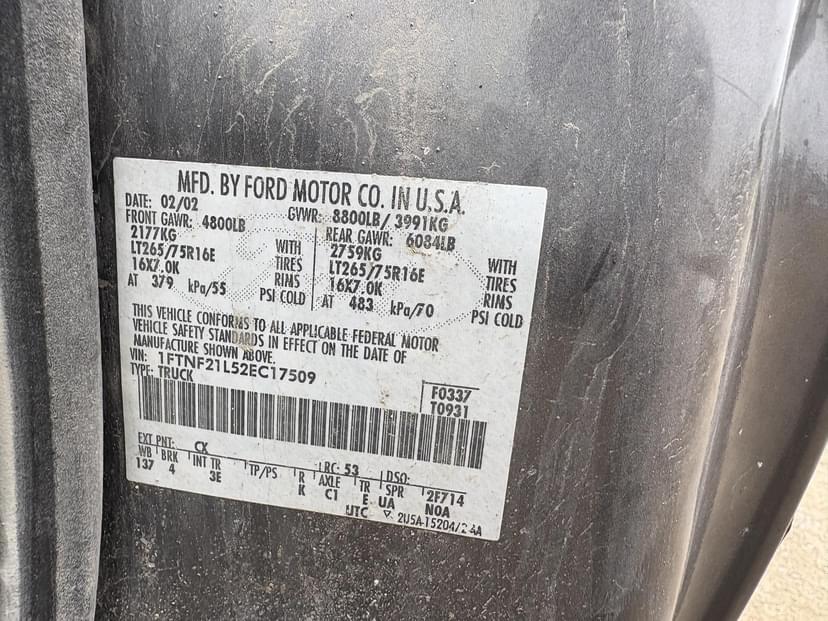 MFD. BY FORD MOTOR CO. IN U.S.A.
DATE: 02/02 GVWR: 8800LB/ 3991KG
FRONT GAWR: 4800LB REAR GAWR: 6084LB
2177KG WITH 2759KG WITH
LT265/75R16E TIRES LT265/75R16E TIRES
16X7.0K RIMS 16X7.0K RIMS
AT 379 kPa/55 PSI COLD AT 483 kPa/70 PSI COLD
THIS VEHICLE CONFORMS TO ALL APPLICABLE FEDERAL MOTOR
VEHICLE SAFETY STANDARDS IN EFFECT ON THE DATE OF
MANUFACTURE SHOWN ABOVE.
VIN: 1FTNF21L52EC17509
TYPE: TRUCK
F0337
T0931
EXT PNT: CX RC: 53 DSO:
WB BRK INT TR TP/PS R AXLE TR SPR 2F714
137 4 3E K C1 E UA NOA
UTC ▽ 2U5A-15204/2 AA